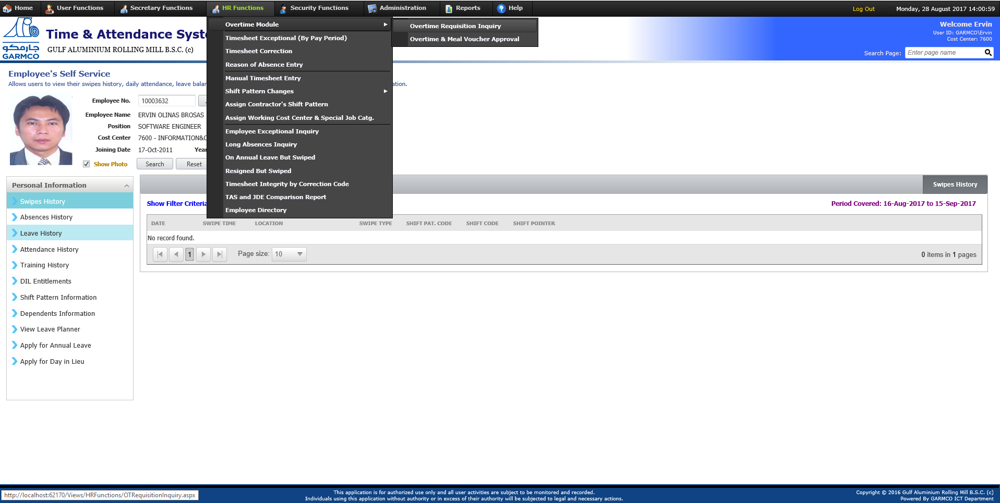 Home User Functions Secretary Functions HR Functions Security Functions Administration Reports Help Log Out Monday, 28 August 2017 14:00:59
Overtime Module
Timesheet Exceptional (By Pay Period)
Timesheet Correction
Reason of Absence Entry
Manual Timesheet Entry
Shift Pattern Changes
Assign Contractor's Shift Pattern
Assign Working Cost Center & Special Job Catg.
Employee Exceptional Inquiry
Long Absences Inquiry
On Annual Leave But Swiped
Resigned But Swiped
Timesheet Integrity by Correction Code
TAS and JDE Comparison Report
Employee Directory
Overtime Requisition Inquiry
Overtime & Meal Voucher Approval
جارمكو
GARMCO
Time & Attendance Syst
GULF ALUMINIUM ROLLING MILL B.S.C. (c)
Welcome Ervin
User ID: GARMCO\Ervin
Cost Center: 7600
Search Page: Enter page name
Employee's Self Service
Allows users to view their swipes history, daily attendance, leave balan ation.
Employee No. 10003632
Employee Name ERVIN OLINAS BROSAS
Position SOFTWARE ENGINEER
Cost Center 7600 - INFORMATION&C
Joining Date 17-Oct-2011 Year
Show Photo Search Reset
Personal Information
Swipes History
Absences History
Leave History
Attendance History
Training History
DIL Entitlements
Shift Pattern Information
Dependents Information
View Leave Planner
Apply for Annual Leave
Apply for Day in Lieu
Swipes History
Show Filter Criteria Period Covered: 16-Aug-2017 to 15-Sep-2017
DATE SWIPE TIME LOCATION SWIPE TYPE SHIFT PAT. CODE SHIFT CODE SHIFT POINTER
No record found.
1 Page size: 10 0 items in 1 pages
http://localhost:62170/Views/HRFunctions/OTRequisitionInquiry.aspx
This application is for authorized use only and all user activities are subject to be monitored and recorded.
Individuals using this application without authority or in excess of their authority will be subjected to legal and necessary actions.
Copyright © 2016 Gulf Aluminium Rolling Mill B.S.C. (c)
Powered By GARMCO ICT Department